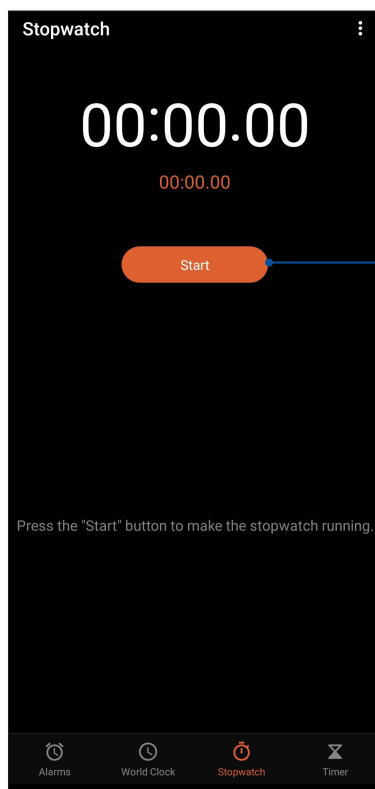 Stopwatch
00:00.00
00:00.00
Start
Press the "Start" button to make the stopwatch running.
Alarms World Clock Stopwatch Timer